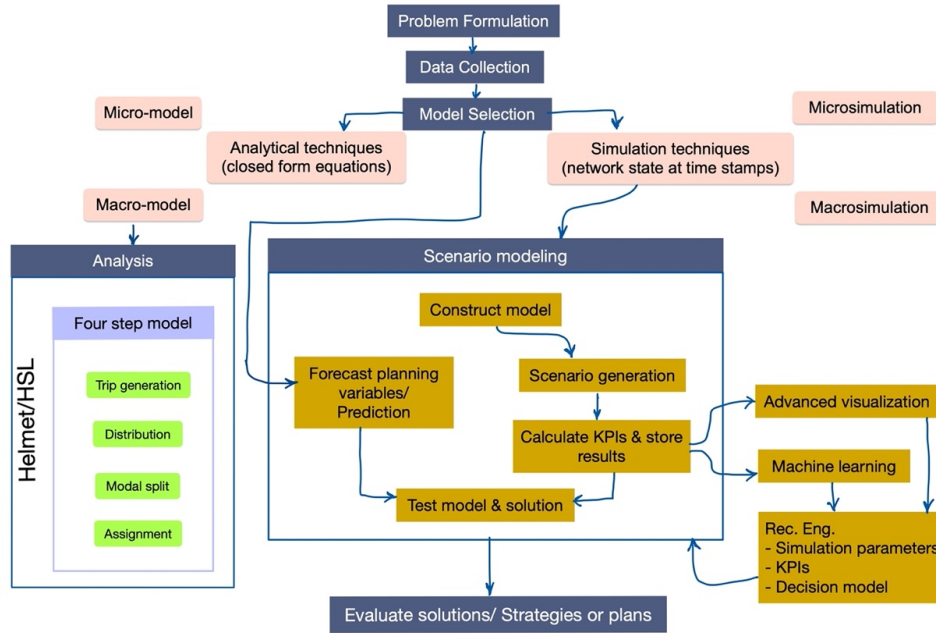 Problem Formulation
Data Collection
Model Selection
Micro-model
Microsimulation
Analytical techniques
(closed form equations)
Simulation techniques
(network state at time stamps)
Macro-model
Macrosimulation
Analysis
Helmet/HSL
Four step model
Trip generation
Distribution
Modal split
Assignment
Scenario modeling
Construct model
Forecast planning
variables/
Prediction
Scenario generation
Calculate KPIs & store
results
Test model & solution
Advanced visualization
Machine learning
Rec. Eng.
- Simulation parameters
- KPIs
- Decision model
Evaluate solutions/ Strategies or plans